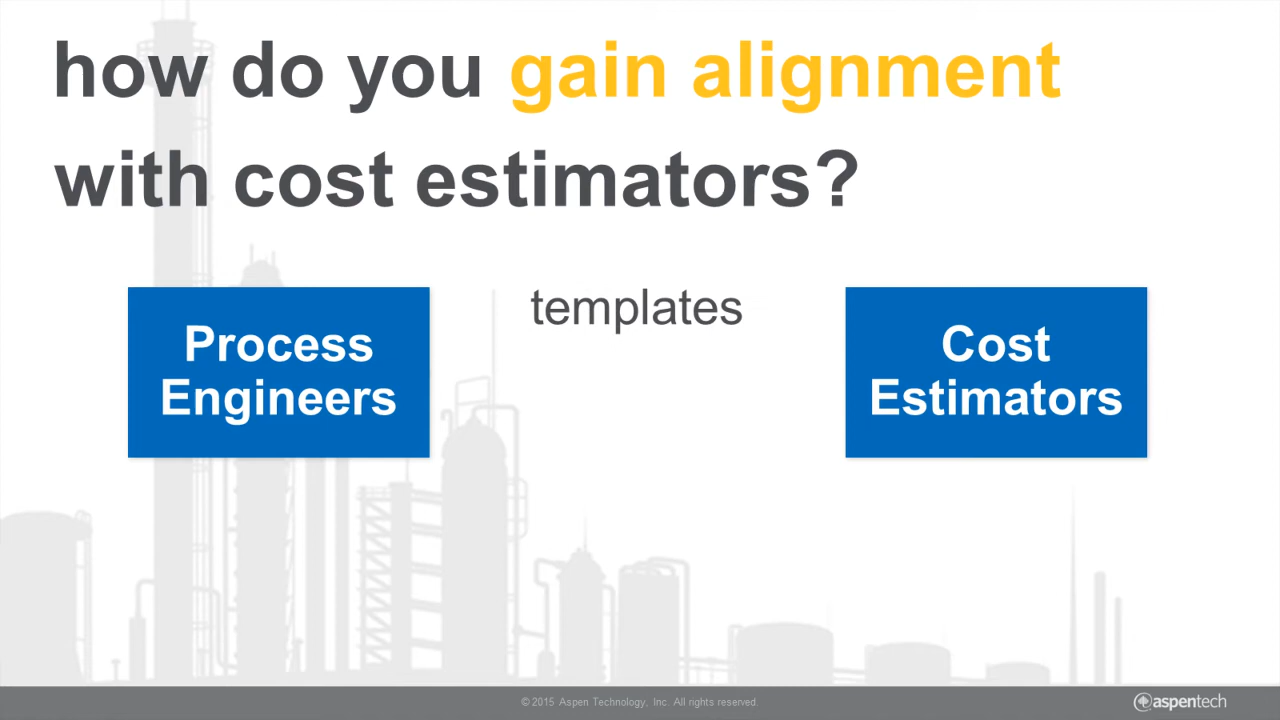 how do you gain alignment
with cost estimators?
templates
Process
Engineers
Cost
Estimators
© 2015 Aspen Technology, Inc. All rights reserved.
aspentech